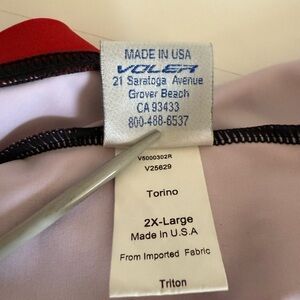 MADE IN USA
VOLER
21 Saratoga Avenue
Grover Beach
CA 93433
800-488-6537
V5000302R
V25629
Torino
2X-Large
Made In U.S.A
From Imported Fabric
Triton